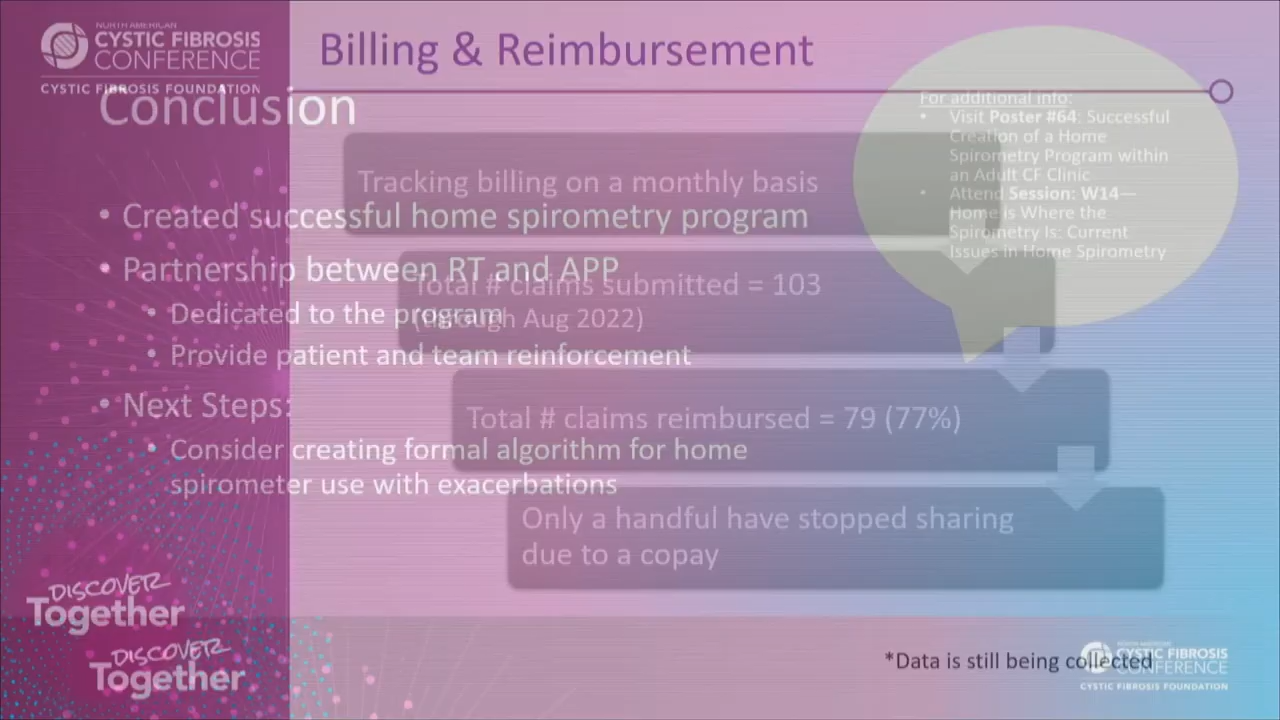 NORTH AMERICAN
CYSTIC FIBROSIS
CONFERENCE
CYSTIC FIBROSIS FOUNDATION
Billing & Reimbursement
Tracking billing on a monthly basis
Total # claims submitted = 103
(through Aug 2022)
Total # claims reimbursed = 79 (77%)
Only a handful have stopped sharing
due to a copay
For additional info:
• Visit Poster #64: Successful
Creation of a Home
Spirometry Program within
an Adult CF Clinic
• Attend Session: W14—
Home is Where the
Spirometry Is: Current
Issues in Home Spirometry
*Data is still being collected
DISCOVER
Together
Conclusion
• Created successful home spirometry program
• Partnership between RT and APP
• Dedicated to the program
• Provide patient and team reinforcement
• Next Steps:
• Consider creating formal algorithm for home
spirometer use with exacerbations
DISCOVER
Together
NORTH AMERICAN
CYSTIC FIBROSIS
CONFERENCE
CYSTIC FIBROSIS FOUNDATION